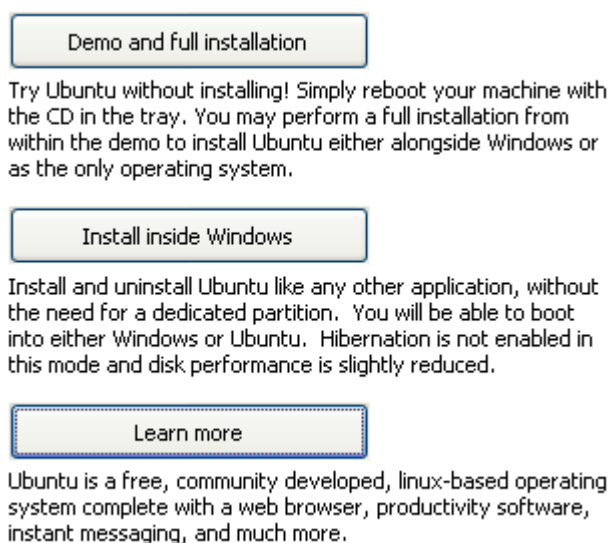 Demo and full installation
Try Ubuntu without installing! Simply reboot your machine with
the CD in the tray. You may perform a full installation from
within the demo to install Ubuntu either alongside Windows or
as the only operating system.
Install inside Windows
Install and uninstall Ubuntu like any other application, without
the need for a dedicated partition.  You will be able to boot
into either Windows or Ubuntu.  Hibernation is not enabled in
this mode and disk performance is slightly reduced.
Learn more
Ubuntu is a free, community developed, linux-based operating
system complete with a web browser, productivity software,
instant messaging, and much more.